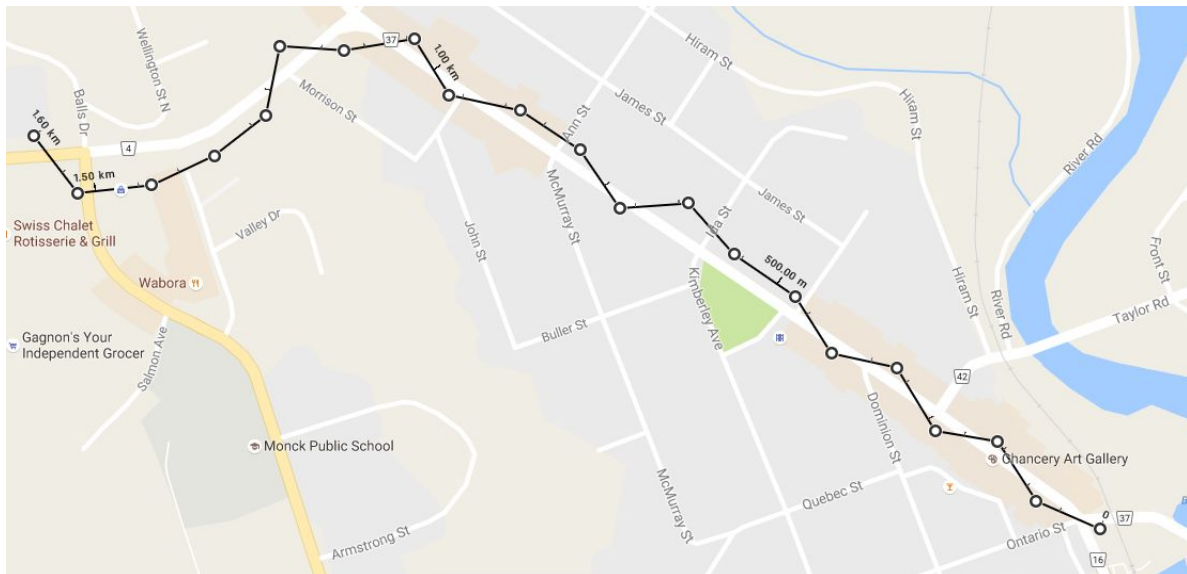 Wellington St N
Balls Dr
37
1.00 km
Hiram St
Morrison St
James St
Ann St
Hiram St
River Rd
1.60 km
4
1.50 km
McMurray St
James St
Swiss Chalet
Rotisserie & Grill
Valley Dr
John St
Ida St
Front St
500.00 m
Wabora
Kimberley Ave
Hiram St
River Rd
Taylor Rd
Gagnon's Your
Independent Grocer
Salmon Ave
Buller St
42
Dominion St
Monck Public School
Chancery Art Gallery
McMurray St
Quebec St
0
37
Armstrong St
Ontario St
16